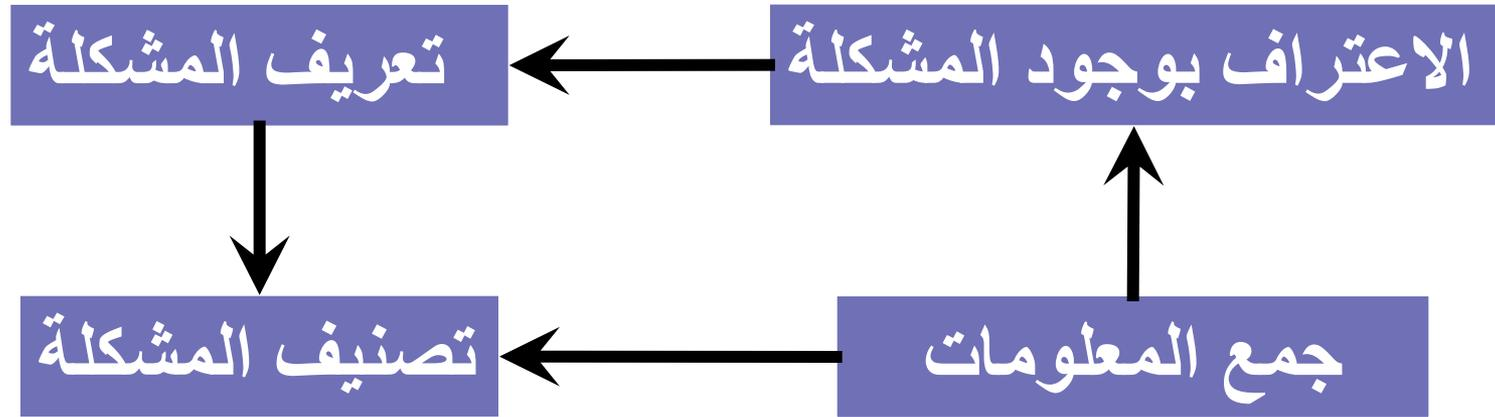 الاعتراف بوجود المشكلة
تعريف المشكلة
جمع المعلومات
تصنيف المشكلة